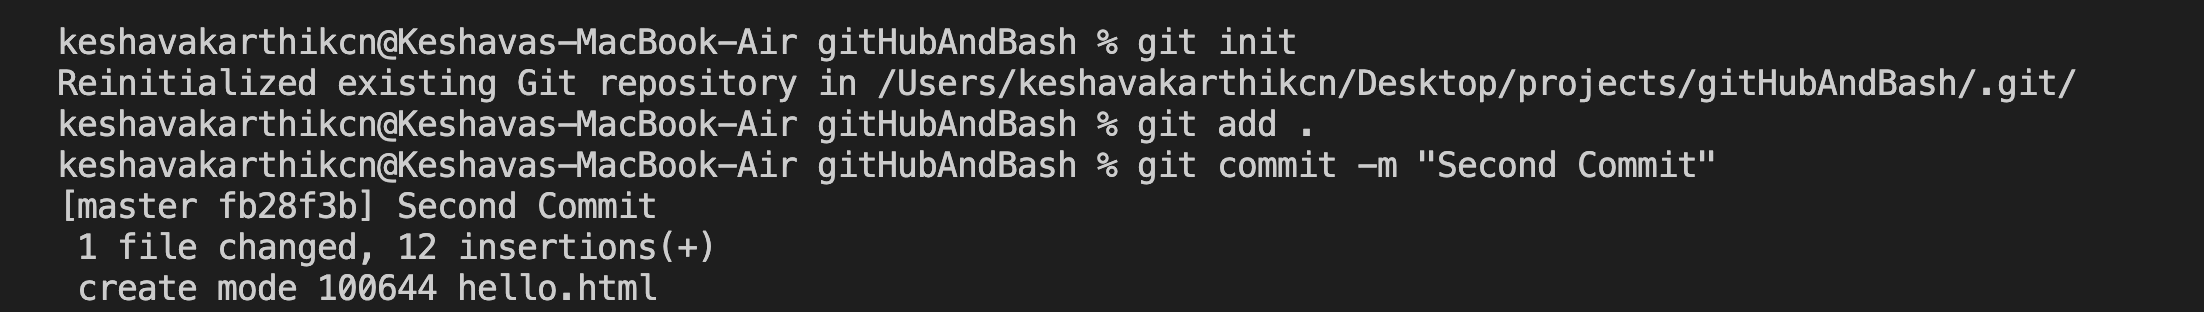 keshavakarthikcn@Keshavas-MacBook-Air gitHubAndBash % git init
Reinitialized existing Git repository in /Users/keshavakarthikcn/Desktop/projects/gitHubAndBash/.git/
keshavakarthikcn@Keshavas-MacBook-Air gitHubAndBash % git add .
keshavakarthikcn@Keshavas-MacBook-Air gitHubAndBash % git commit -m "Second Commit"
[master fb28f3b] Second Commit
 1 file changed, 12 insertions(+)
 create mode 100644 hello.html